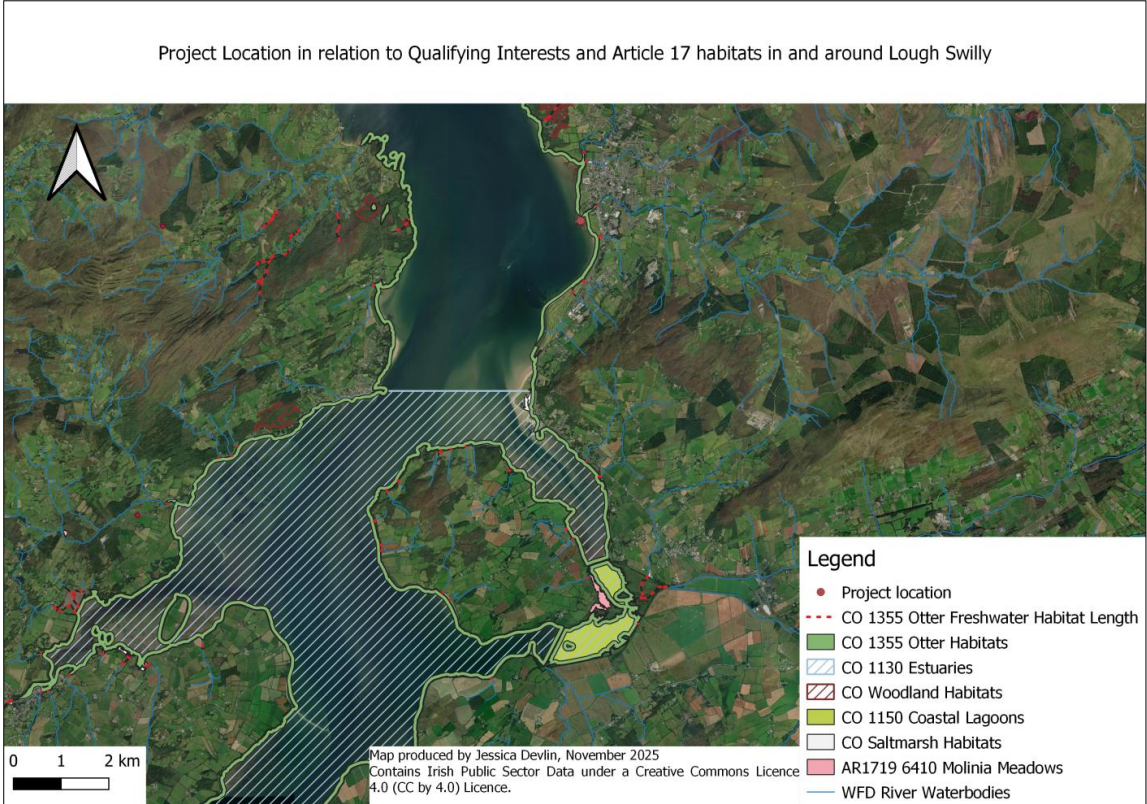 Project Location in relation to Qualifying Interests and Article 17 habitats in and around Lough Swilly
Legend
Project location
CO 1355 Otter Freshwater Habitat Length
CO 1355 Otter Habitats
CO 1130 Estuaries
CO Woodland Habitats
CO 1150 Coastal Lagoons
CO Saltmarsh Habitats
AR1719 6410 Molinia Meadows
WFD River Waterbodies
0 1 2 km
Map produced by Jessica Devlin, November 2025
Contains Irish Public Sector Data under a Creative Commons Licence
4.0 (CC by 4.0) Licence.